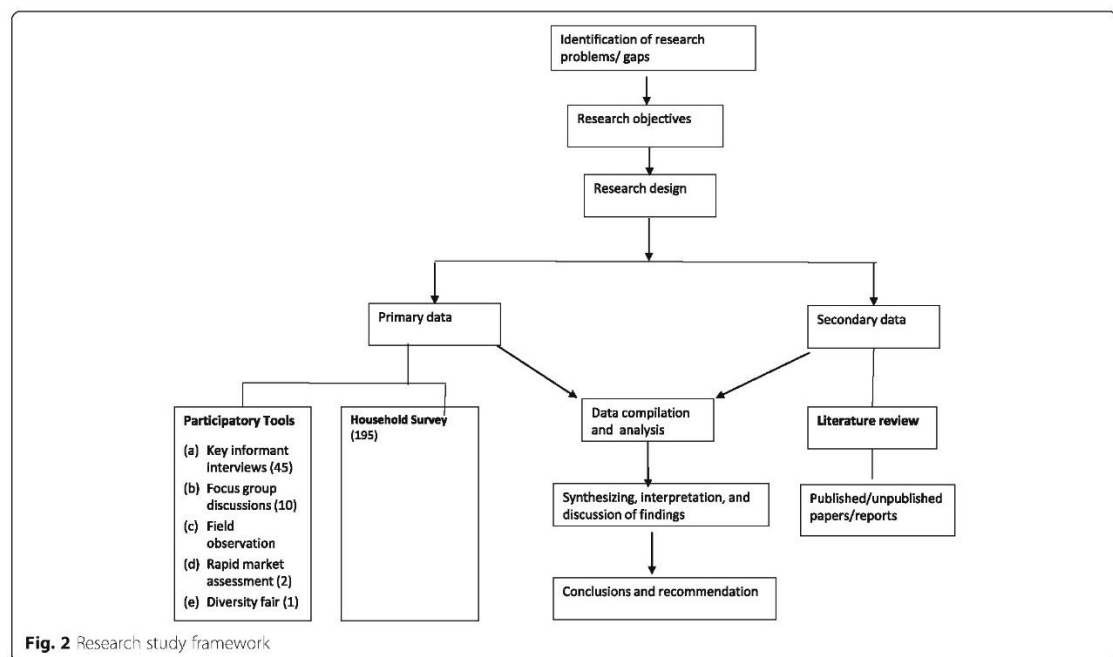 Identification of research
problems/ gaps
Research objectives
Research design
Primary data
Secondary data
Participatory Tools
(a) Key informant
interviews (45)
(b) Focus group
discussions (10)
(c) Field
observation
(d) Rapid market
assessment (2)
(e) Diversity fair (1)
Household Survey
(195)
Data compilation
and analysis
Literature review
Synthesizing, interpretation, and
discussion of findings
Published/unpublished
papers/reports
Conclusions and recommendation
Fig. 2 Research study framework